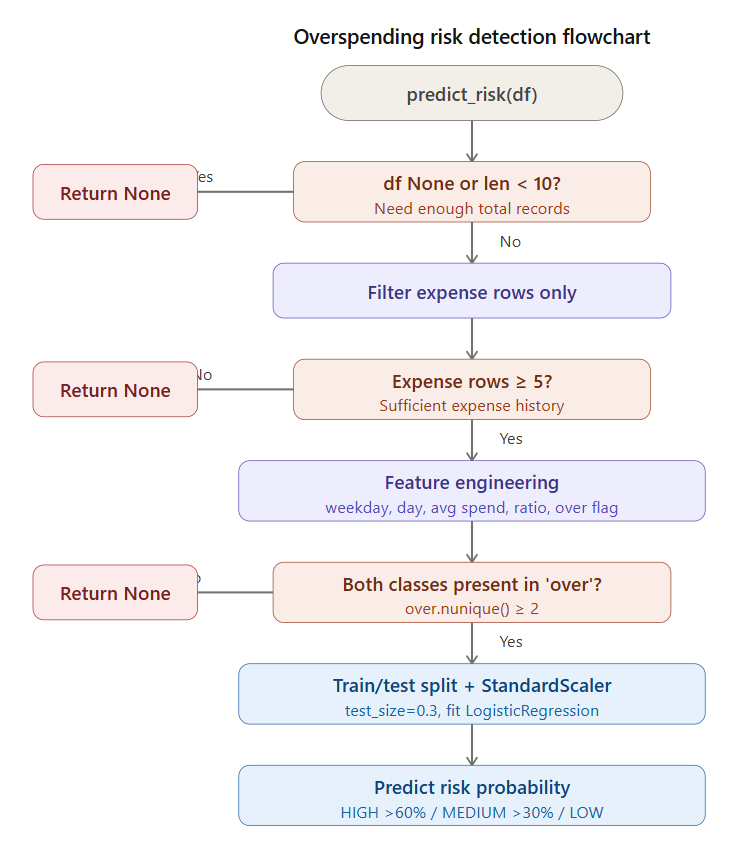 Overspending risk detection flowchart
predict_risk(df)
df None or len < 10?
Need enough total records
Return None
No
Filter expense rows only
Expense rows ≥ 5?
Sufficient expense history
No
Return None
Yes
Feature engineering
weekday, day, avg spend, ratio, over flag
Both classes present in 'over'?
over.nunique() ≥ 2
Return None
Yes
Train/test split + StandardScaler
test_size=0.3, fit LogisticRegression
Predict risk probability
HIGH >60% / MEDIUM >30% / LOW